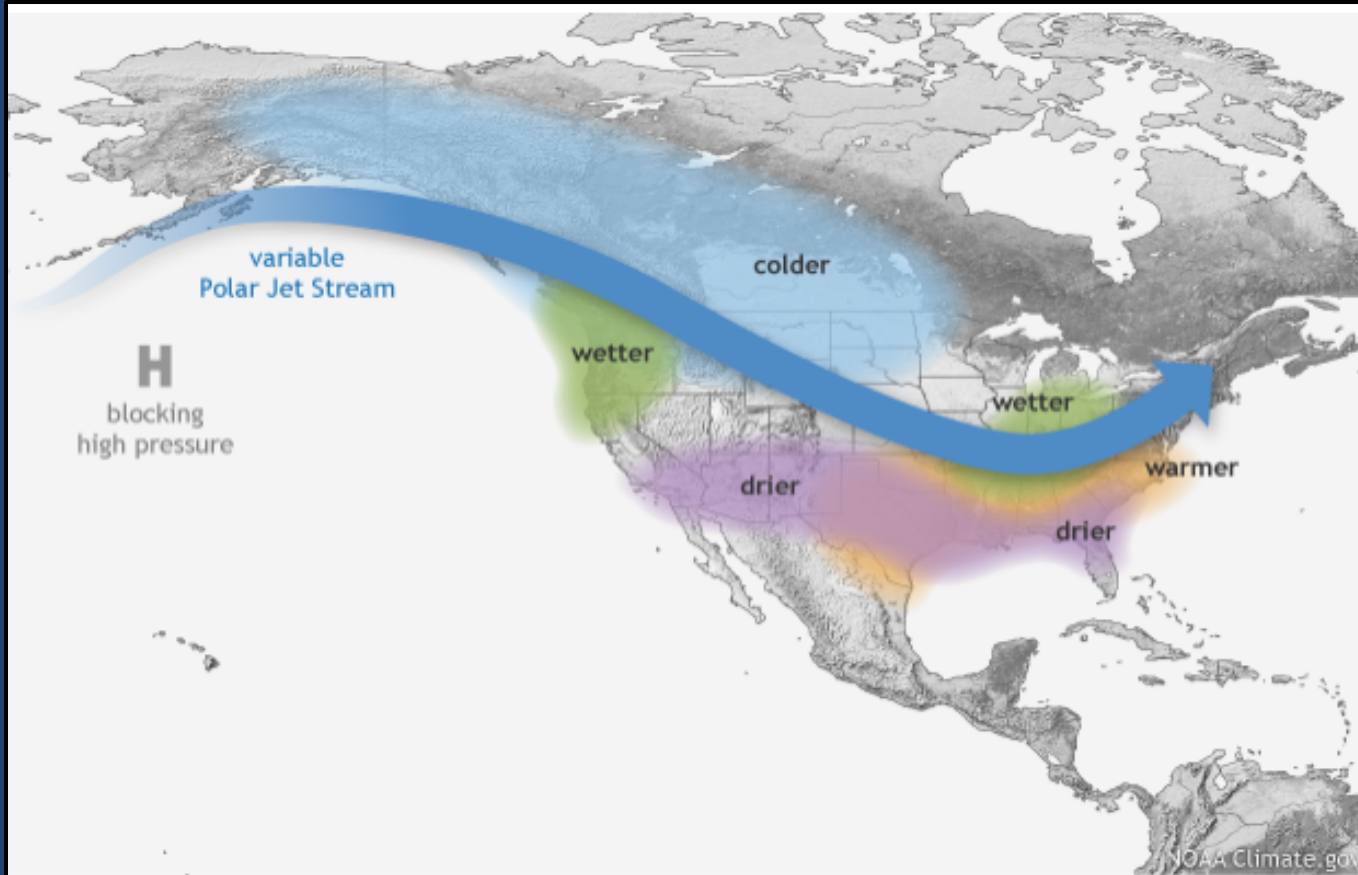 variable
Polar Jet Stream
colder
H
blocking
high pressure
wetter
wetter
warmer
drier
drier
NOAA Climate.gov